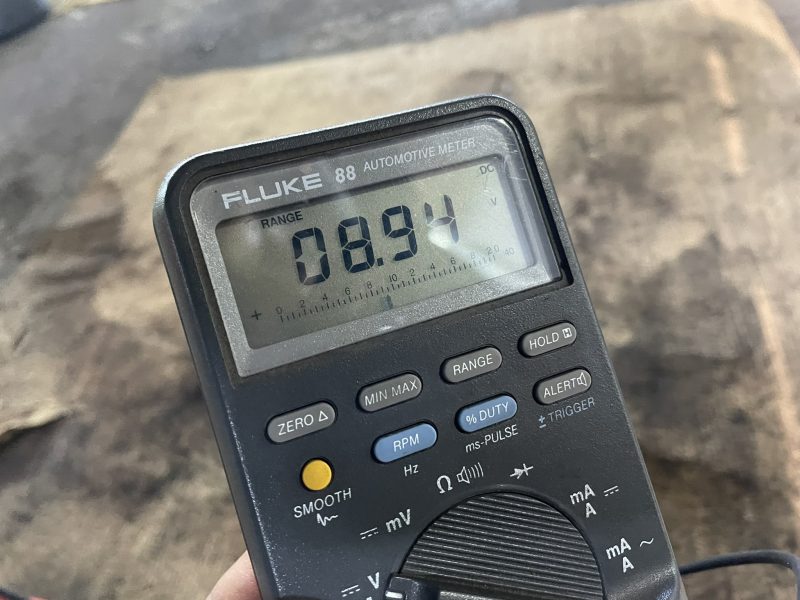 FLUKE 88 AUTOMOTIVE METER
RANGE DC
08.94 V
+ 0 2 4 6 8 10 2 4 6 8 20 40
ZERO Δ MIN MAX RANGE HOLD H
RPM % DUTY ALERT
Hz ms-PULSE ± TRIGGER
SMOOTH
mV Ω mA
A
mA
A
V